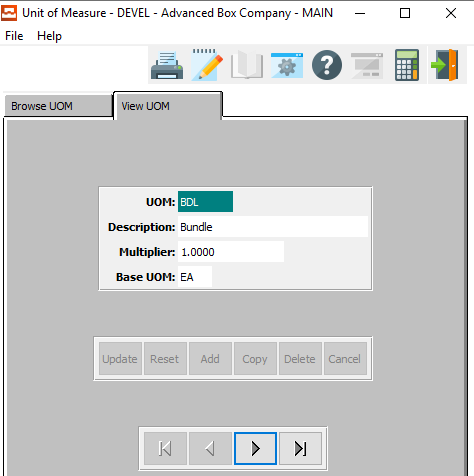 Unit of Measure - DEVEL - Advanced Box Company - MAIN
File Help
Browse UOM View UOM
UOM: BDL
Description: Bundle
Multiplier: 1.0000
Base UOM: EA
Update Reset Add Copy Delete Cancel